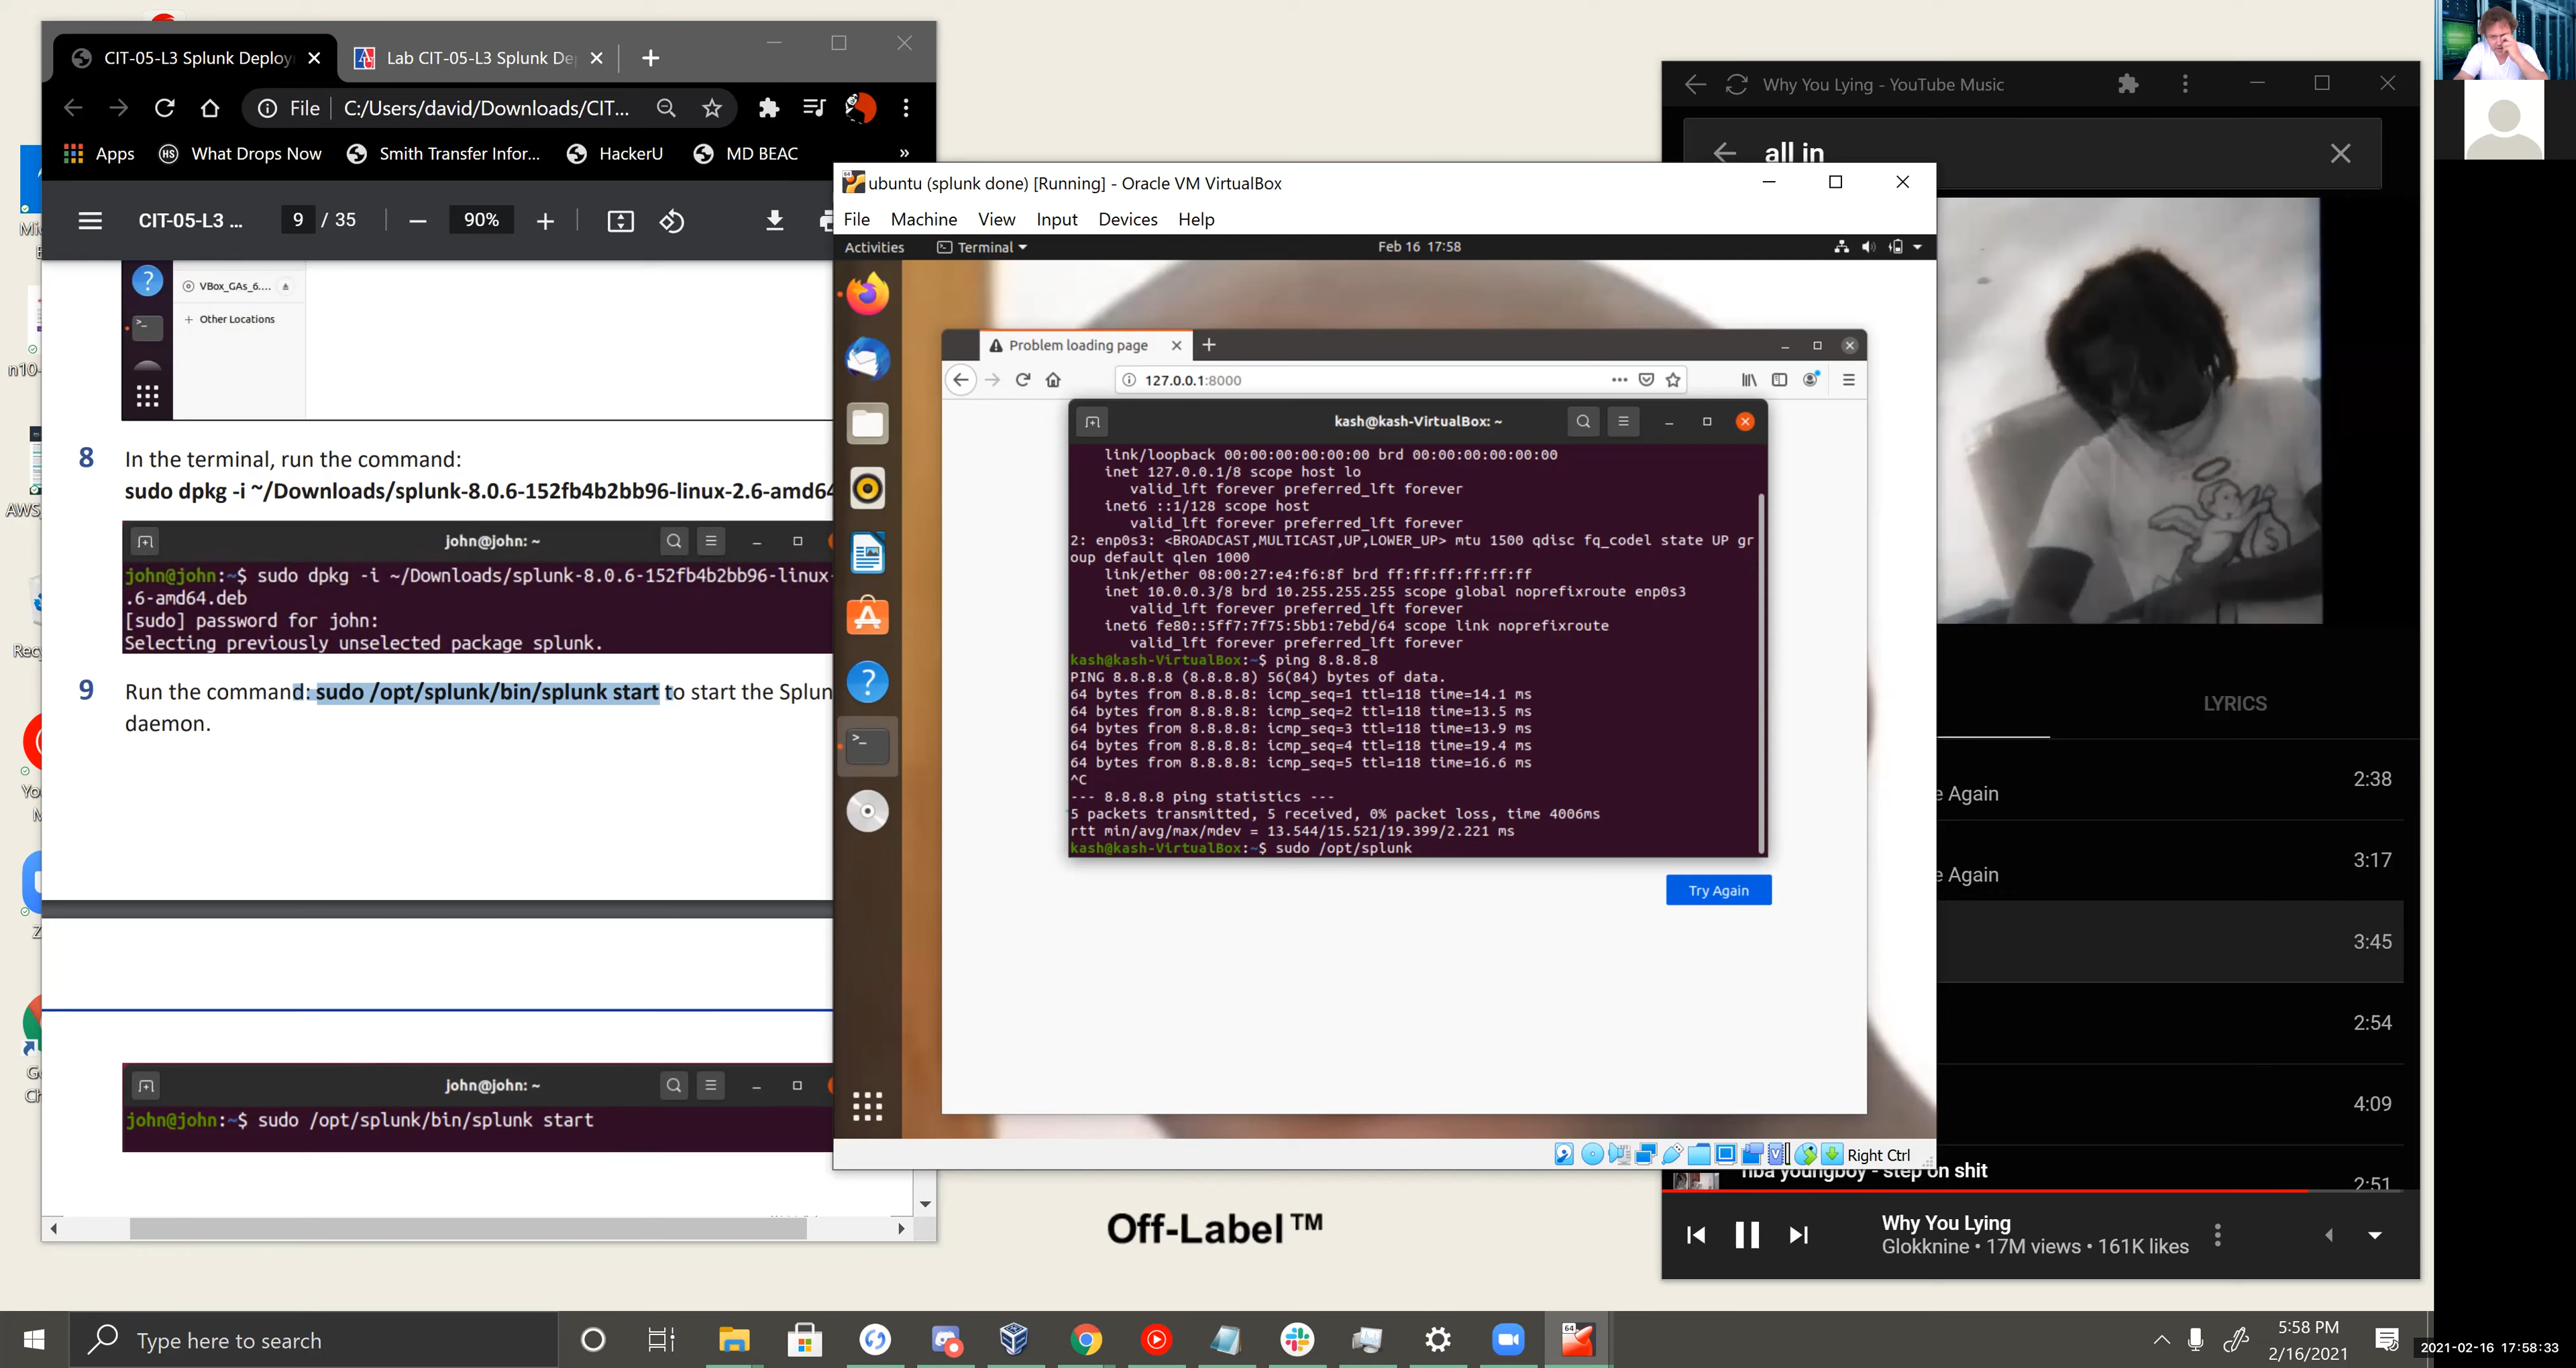 CIT-05-L3 Splunk Deploy
Lab CIT-05-L3 Splunk De
File
C:/Users/david/Downloads/CIT...
Apps
What Drops Now
Smith Transfer Infor...
HackerU
MD BEAC
»
CIT-05-L3 ...
9 / 35
90%
VBox_GAs_6....
+ Other Locations
8 In the terminal, run the command:
sudo dpkg -i ~/Downloads/splunk-8.0.6-152fb4b2bb96-linux-2.6-amd64
john@john: ~
john@john:~$ sudo dpkg -i ~/Downloads/splunk-8.0.6-152fb4b2bb96-linux-
.6-amd64.deb
[sudo] password for john:
Selecting previously unselected package splunk.
9 Run the command: sudo /opt/splunk/bin/splunk start to start the Splun
daemon.
john@john: ~
john@john:~$ sudo /opt/splunk/bin/splunk start
ubuntu (splunk done) [Running] - Oracle VM VirtualBox
File Machine View Input Devices Help
Activities
Terminal
Feb 16 17:58
Problem loading page
127.0.0.1:8000
kash@kash-VirtualBox: ~
link/loopback 00:00:00:00:00:00 brd 00:00:00:00:00:00
inet 127.0.0.1/8 scope host lo
valid_lft forever preferred_lft forever
inet6 ::1/128 scope host
valid_lft forever preferred_lft forever
2: enp0s3: <BROADCAST,MULTICAST,UP,LOWER_UP> mtu 1500 qdisc fq_codel state UP gr
oup default qlen 1000
link/ether 08:00:27:e4:f6:8f brd ff:ff:ff:ff:ff:ff
inet 10.0.0.3/8 brd 10.255.255.255 scope global noprefixroute enp0s3
valid_lft forever preferred_lft forever
inet6 fe80::5ff7:7f75:5bb1:7ebd/64 scope link noprefixroute
valid_lft forever preferred_lft forever
kash@kash-VirtualBox:~$ ping 8.8.8.8
PING 8.8.8.8 (8.8.8.8) 56(84) bytes of data.
64 bytes from 8.8.8.8: icmp_seq=1 ttl=118 time=14.1 ms
64 bytes from 8.8.8.8: icmp_seq=2 ttl=118 time=13.5 ms
64 bytes from 8.8.8.8: icmp_seq=3 ttl=118 time=13.9 ms
64 bytes from 8.8.8.8: icmp_seq=4 ttl=118 time=19.4 ms
64 bytes from 8.8.8.8: icmp_seq=5 ttl=118 time=16.6 ms
^C
--- 8.8.8.8 ping statistics ---
5 packets transmitted, 5 received, 0% packet loss, time 4006ms
rtt min/avg/max/mdev = 13.544/15.521/19.399/2.221 ms
kash@kash-VirtualBox:~$ sudo /opt/splunk
Try Again
Right Ctrl
Why You Lying - YouTube Music
all in
LYRICS
2:38
e Again
3:17
e Again
3:45
2:54
4:09
nba youngboy - step on shit
2:51
Why You Lying
Glokknine • 17M views • 161K likes
Off-Label™
n10-
AWS
Type here to search
5:58 PM
2/16/2021
2021-02-16 17:58:33